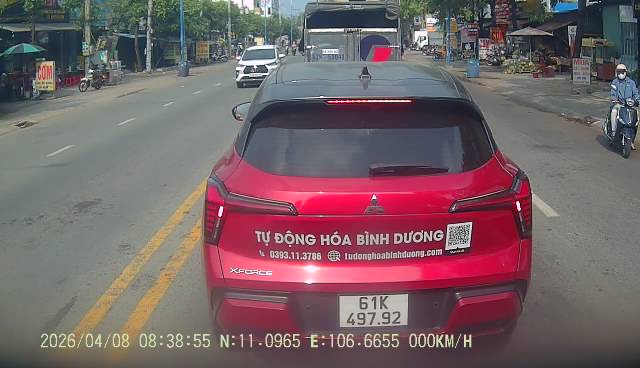 CƠM
TỰ ĐỘNG HÓA BÌNH DƯƠNG
0393.11.3786 tudonghoabinhduong.com
XFORCE
61K
497.92
2026/04/08 08:38:55 N:11.0965 E:106.6655 000KM/H